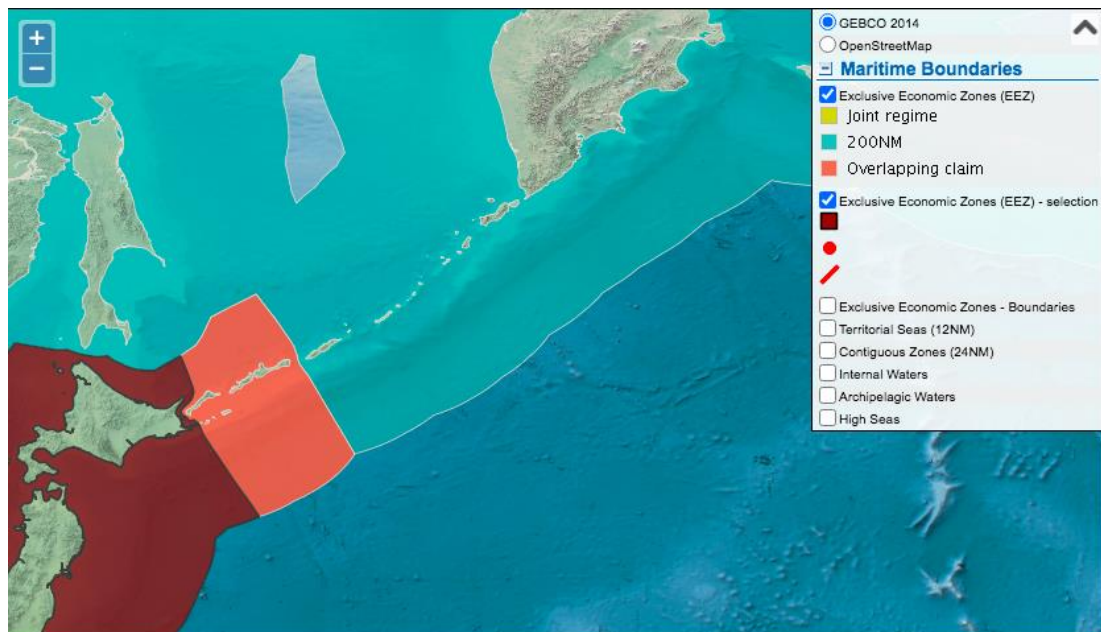 +
−
GEBCO 2014
OpenStreetMap
Maritime Boundaries
Exclusive Economic Zones (EEZ)
Joint regime
200NM
Overlapping claim
Exclusive Economic Zones (EEZ) - selection
Exclusive Economic Zones - Boundaries
Territorial Seas (12NM)
Contiguous Zones (24NM)
Internal Waters
Archipelagic Waters
High Seas